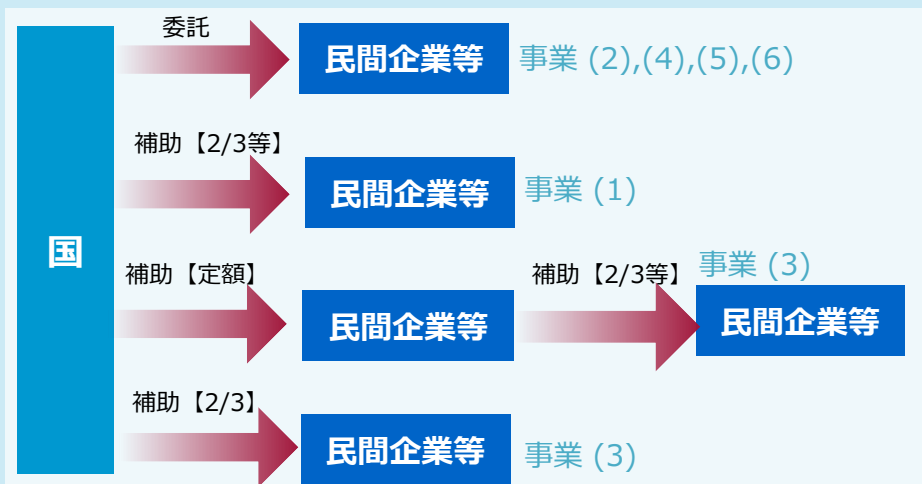 国
委託
民間企業等
事業 (2),(4),(5),(6)
補助【2/3等】
民間企業等
事業 (1)
補助【定額】
民間企業等
補助【2/3等】
事業 (3)
民間企業等
補助【2/3】
民間企業等
事業 (3)